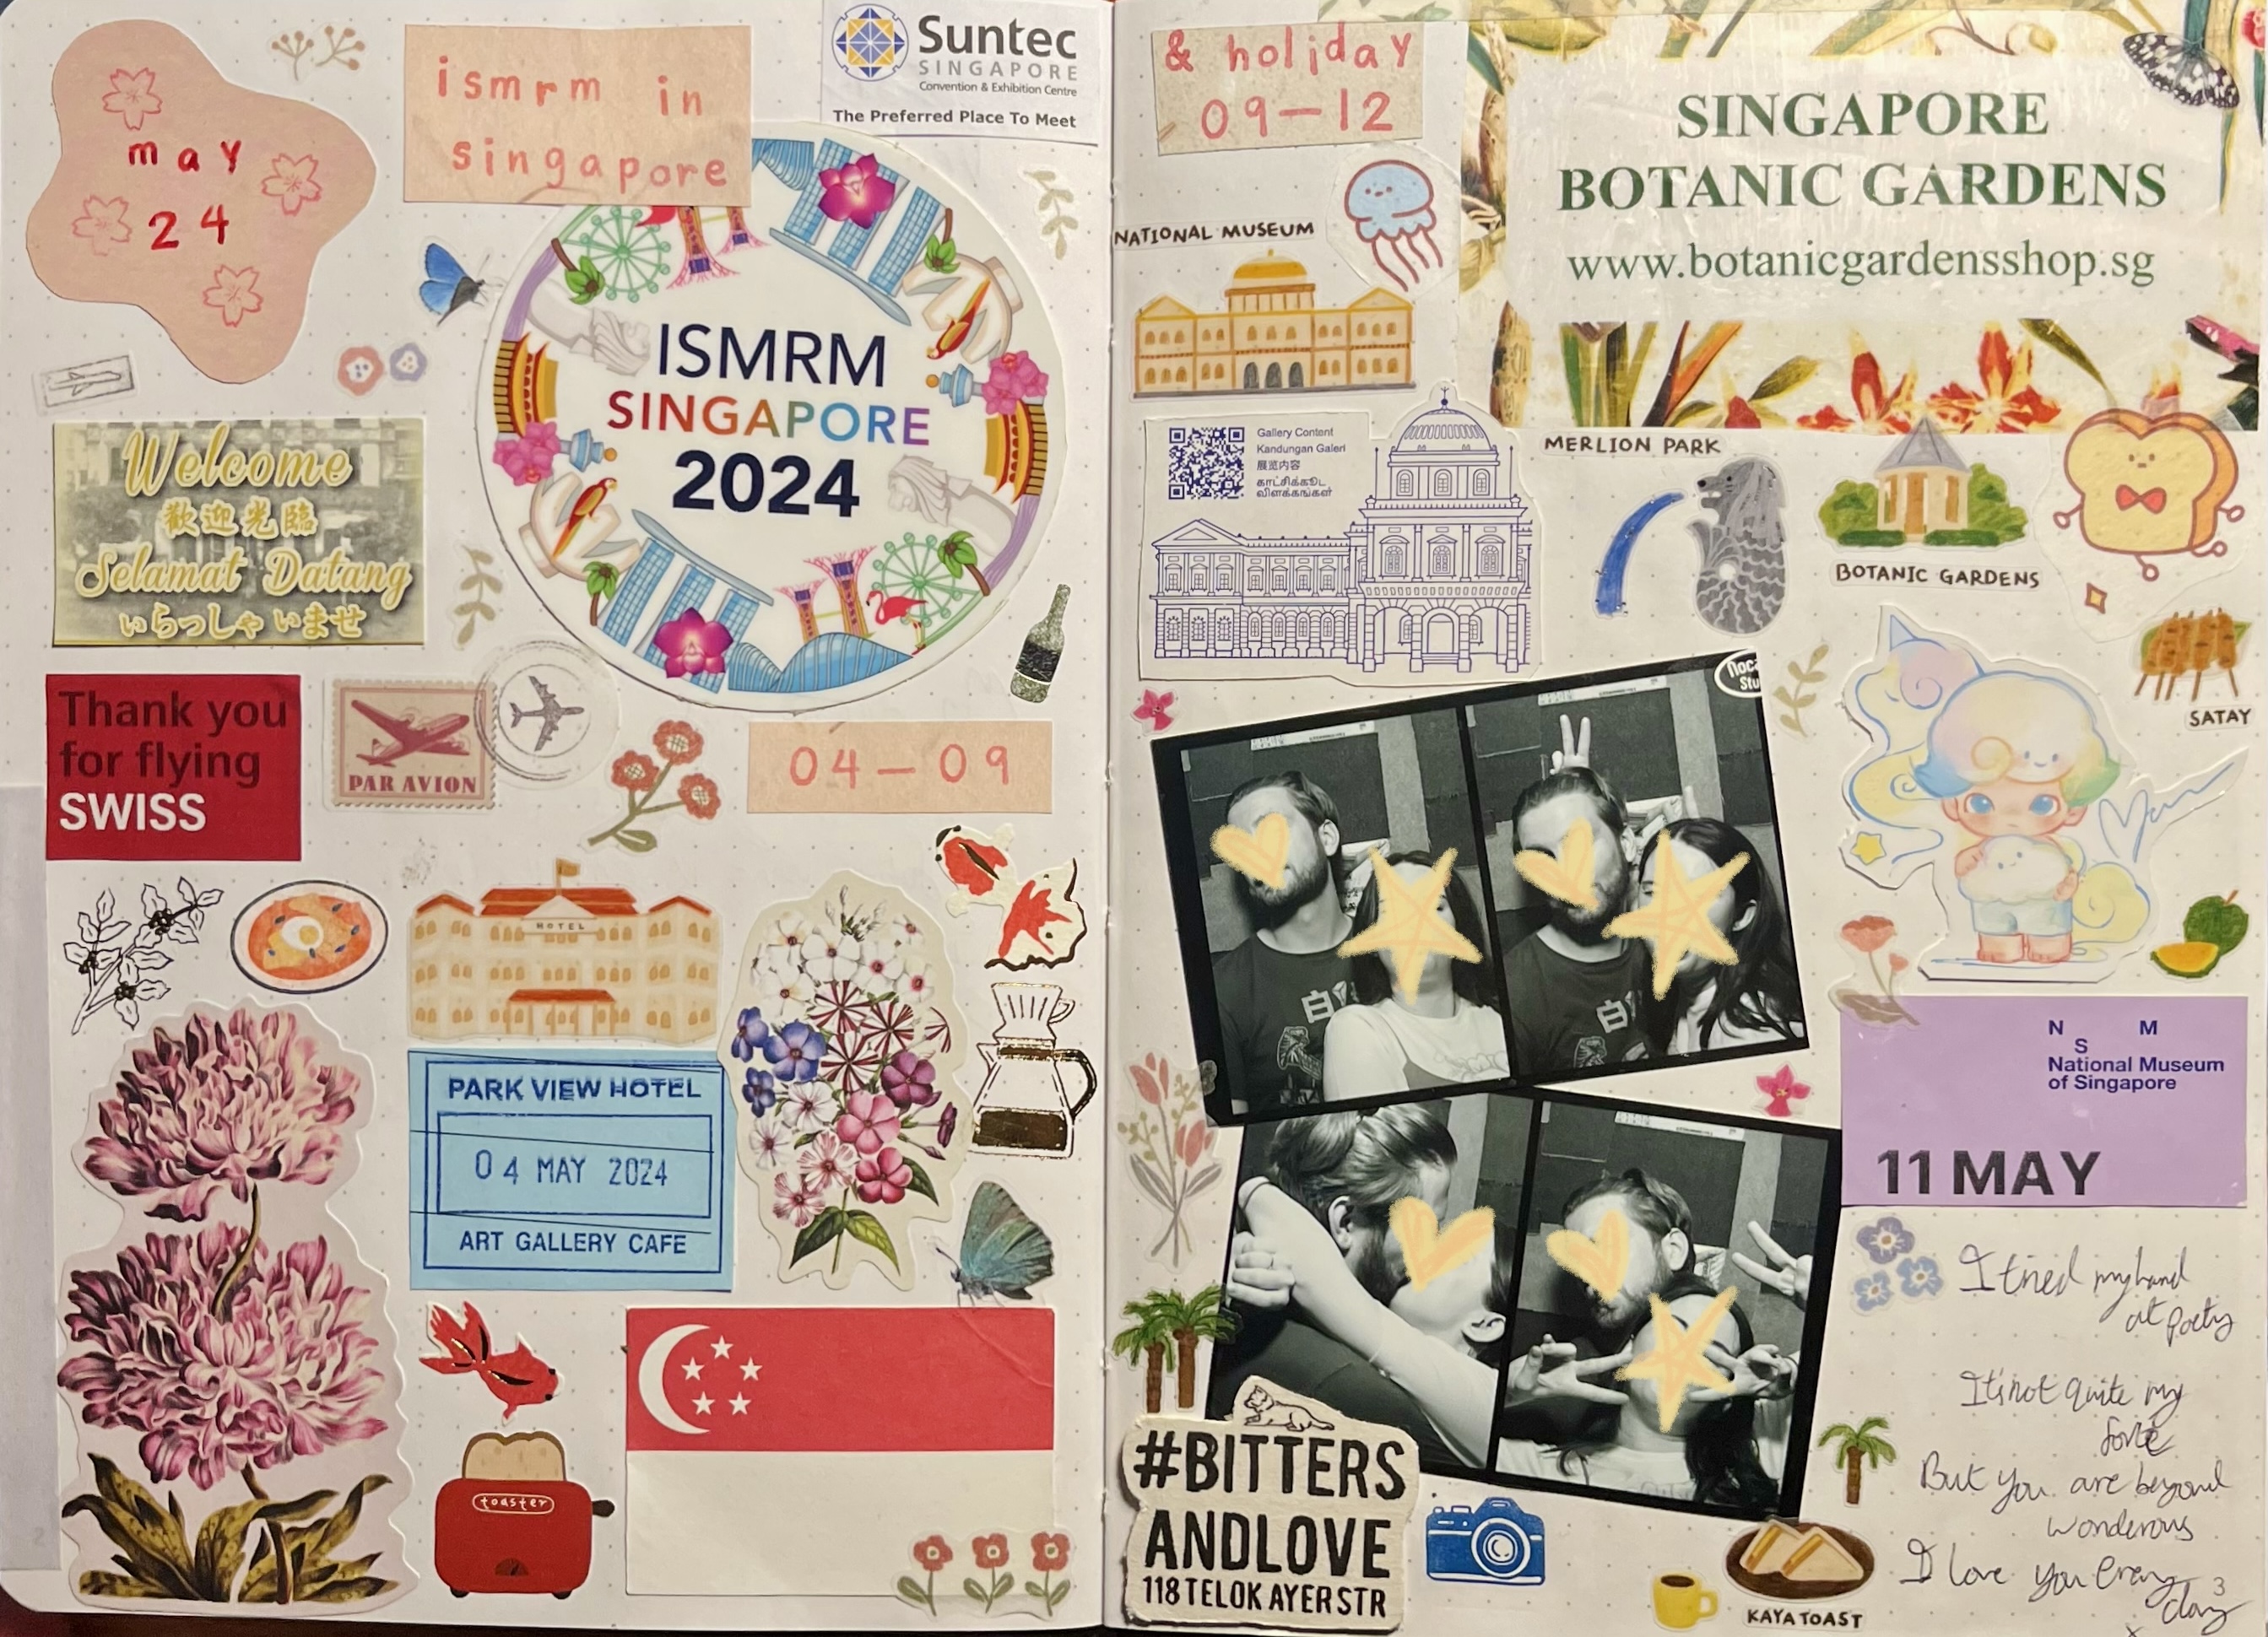 may
24
ismrm in
singapore
Suntec
SINGAPORE
Convention & Exhibition Centre
The Preferred Place To Meet
ISMRM
SINGAPORE
2024
Welcome
歡迎光臨
Selamat Datang
いらっしゃいませ
Thank you
for flying
SWISS
PAR AVION
04-09
HOTEL
PARK VIEW HOTEL
04 MAY 2024
ART GALLERY CAFE
toaster
2
& holiday
09-12
SINGAPORE
BOTANIC GARDENS
www.botanicgardensshop.sg
NATIONAL MUSEUM
Gallery Content
Kandungan Galeri
展览内容
காட்சிக்கூட
விளக்கங்கள்
MERLION PARK
BOTANIC GARDENS
SATAY
白
白
N M
S
National Museum
of Singapore
11 MAY
I tried my hand
at poetry
It's not quite my
forte
But you are beyond
wonderous
I love you every
day
x
3
#BITTERS
ANDLOVE
118 TELOK AYER STR
KAYA TOAST